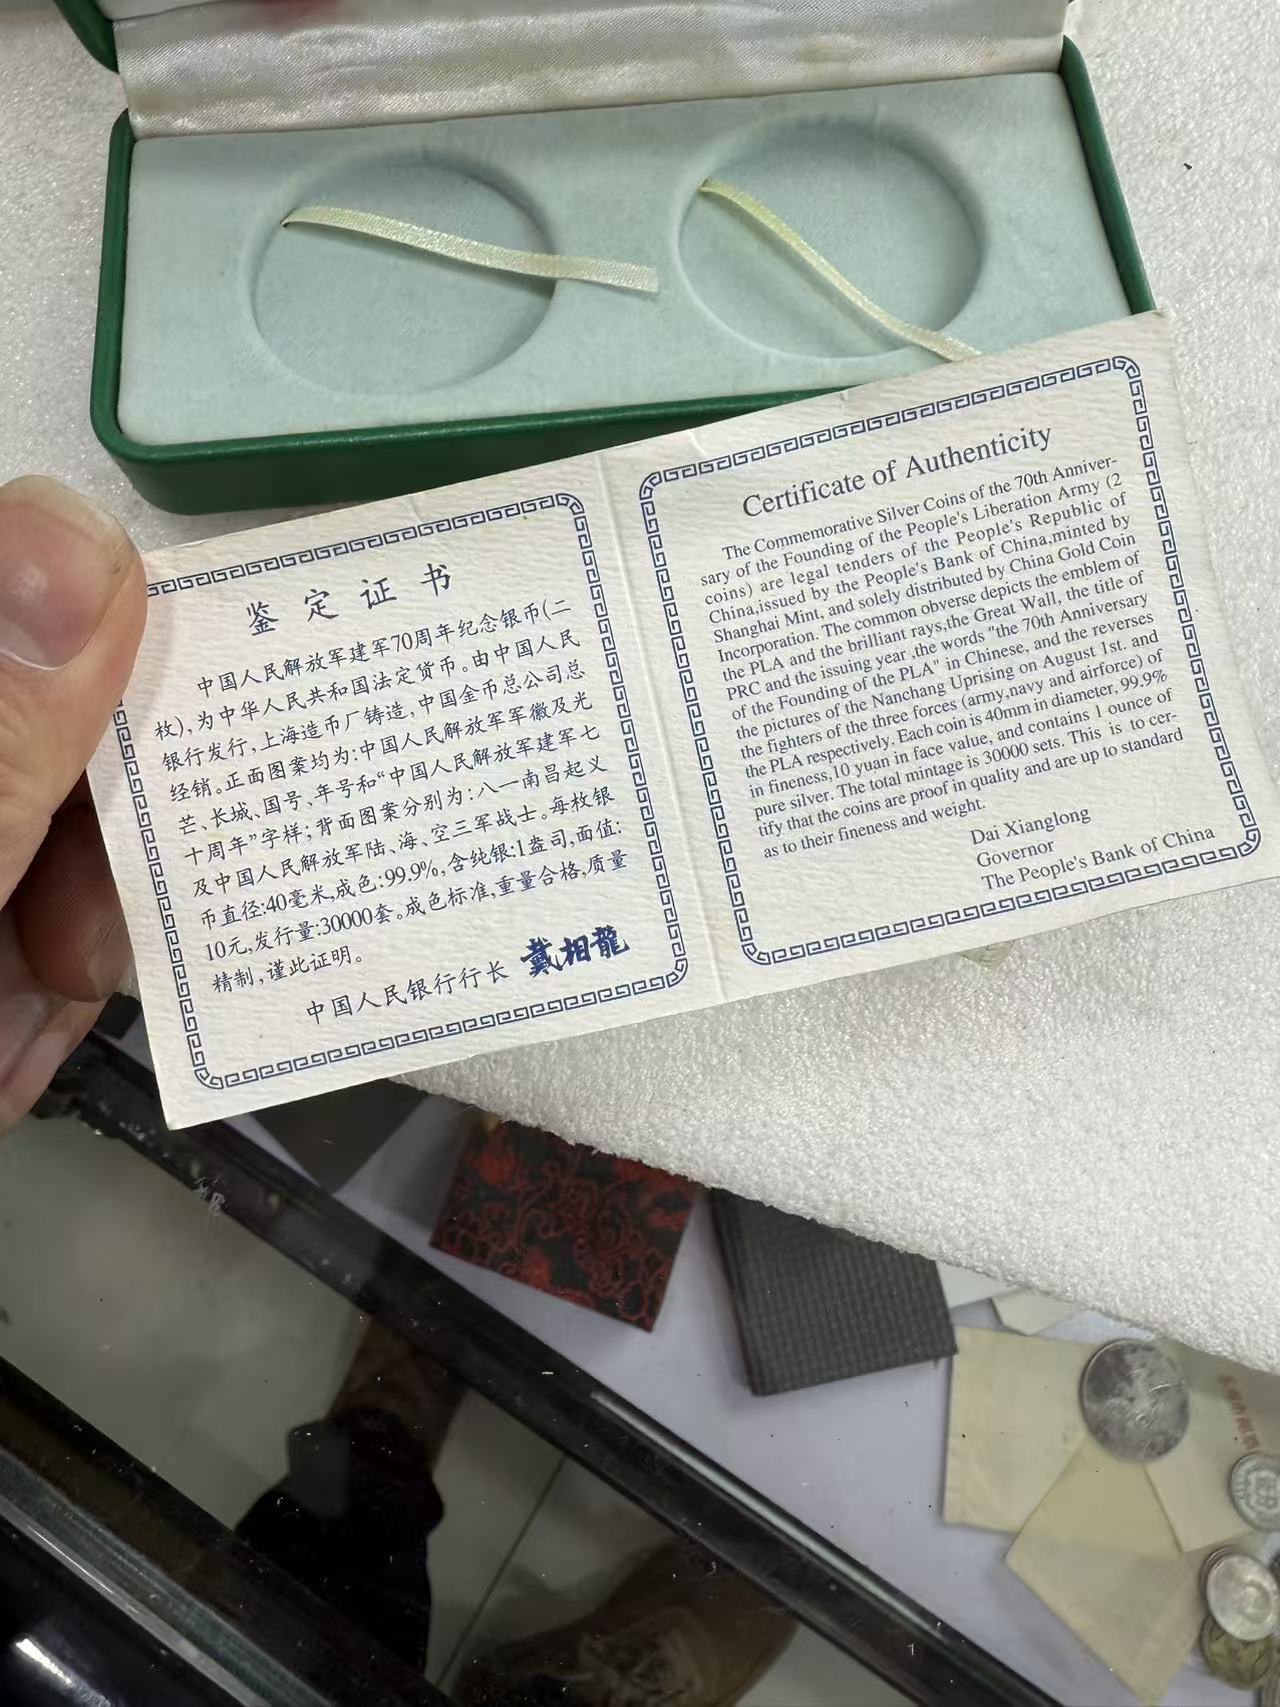 鉴定证书
中国人民解放军建军70周年纪念银币(二
枚),为中华人民共和国法定货币。由中国人民
银行发行,上海造币厂铸造,中国金币总公司总
经销。正面图案均为:中国人民解放军军徽及光
芒、长城、国号、年号和“中国人民解放军建军七
十周年”字样;背面图案分别为:八一南昌起义
及中国人民解放军陆、海、空三军战士。每枚银
币直径:40毫米,成色:99.9%,含纯银:1盎司,面值:
10元,发行量:30000套。成色标准,重量合格,质量
精制,谨此证明。
中国人民银行行长 戴相龍
Certificate of Authenticity
The Commemorative Silver Coins of the 70th Anniver-
sary of the Founding of the People's Liberation Army (2
coins) are legal tenders of the People's Republic of
China,issued by the People's Bank of China,minted by
Shanghai Mint, and solely distributed by China Gold Coin
Incorporation. The common obverse depicts the emblem of
the PLA and the brilliant rays,the Great Wall, the title of
PRC and the issuing year ,the words "the 70th Anniversary
of the Founding of the PLA" in Chinese, and the reverses
the pictures of the Nanchang Uprising on August 1st. and
the fighters of the three forces (army,navy and airforce) of
the PLA respectively. Each coin is 40mm in diameter, 99.9%
in fineness,10 yuan in face value, and contains 1 ounce of
pure silver. The total mintage is 30000 sets. This is to cer-
tify that the coins are proof in quality and are up to standard
as to their fineness and weight.
Dai Xianglong
Governor
The People's Bank of China